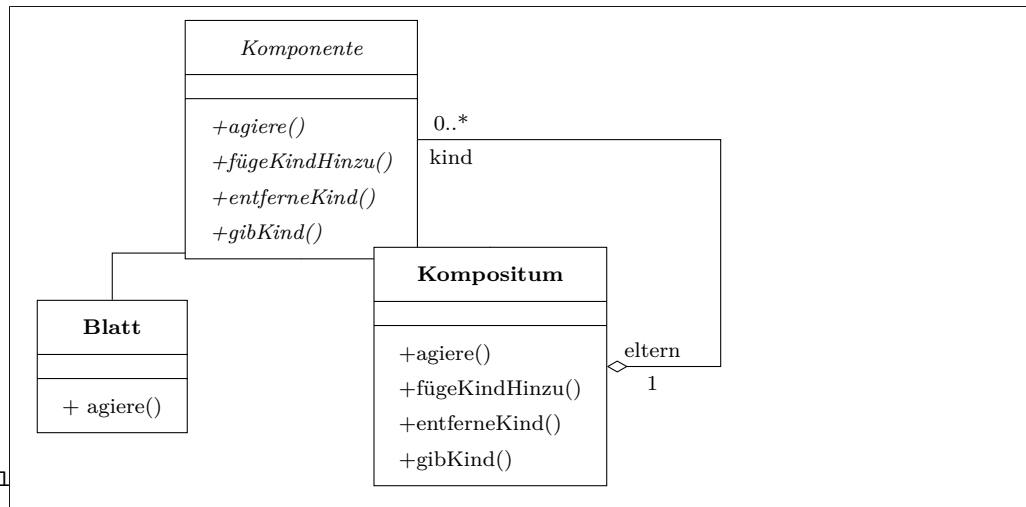 Komponente
+agiere()
+fügeKindHinzu()
+entferneKind()
+gibKind()
0..*
kind
Blatt
+ agiere()
Kompositum
+agiere()
+fügeKindHinzu()
+entferneKind()
+gibKind()
eltern
1
1